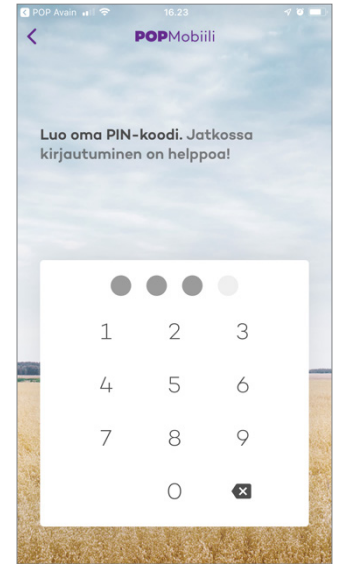 POP Avain 16.23
POPMobiili
Luo oma PIN-koodi. Jatkossa
kirjautuminen on helppoa!
1 2 3
4 5 6
7 8 9
0